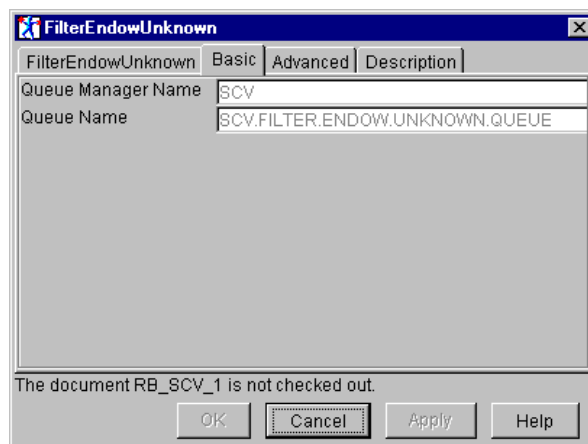 FilterEndowUnknown
FilterEndowUnknown Basic Advanced Description
Queue Manager Name SCV
Queue Name SCV.FILTER.ENDOW.UNKNOWN.QUEUE
The document RB_SCV_1 is not checked out.
OK Cancel Apply Help